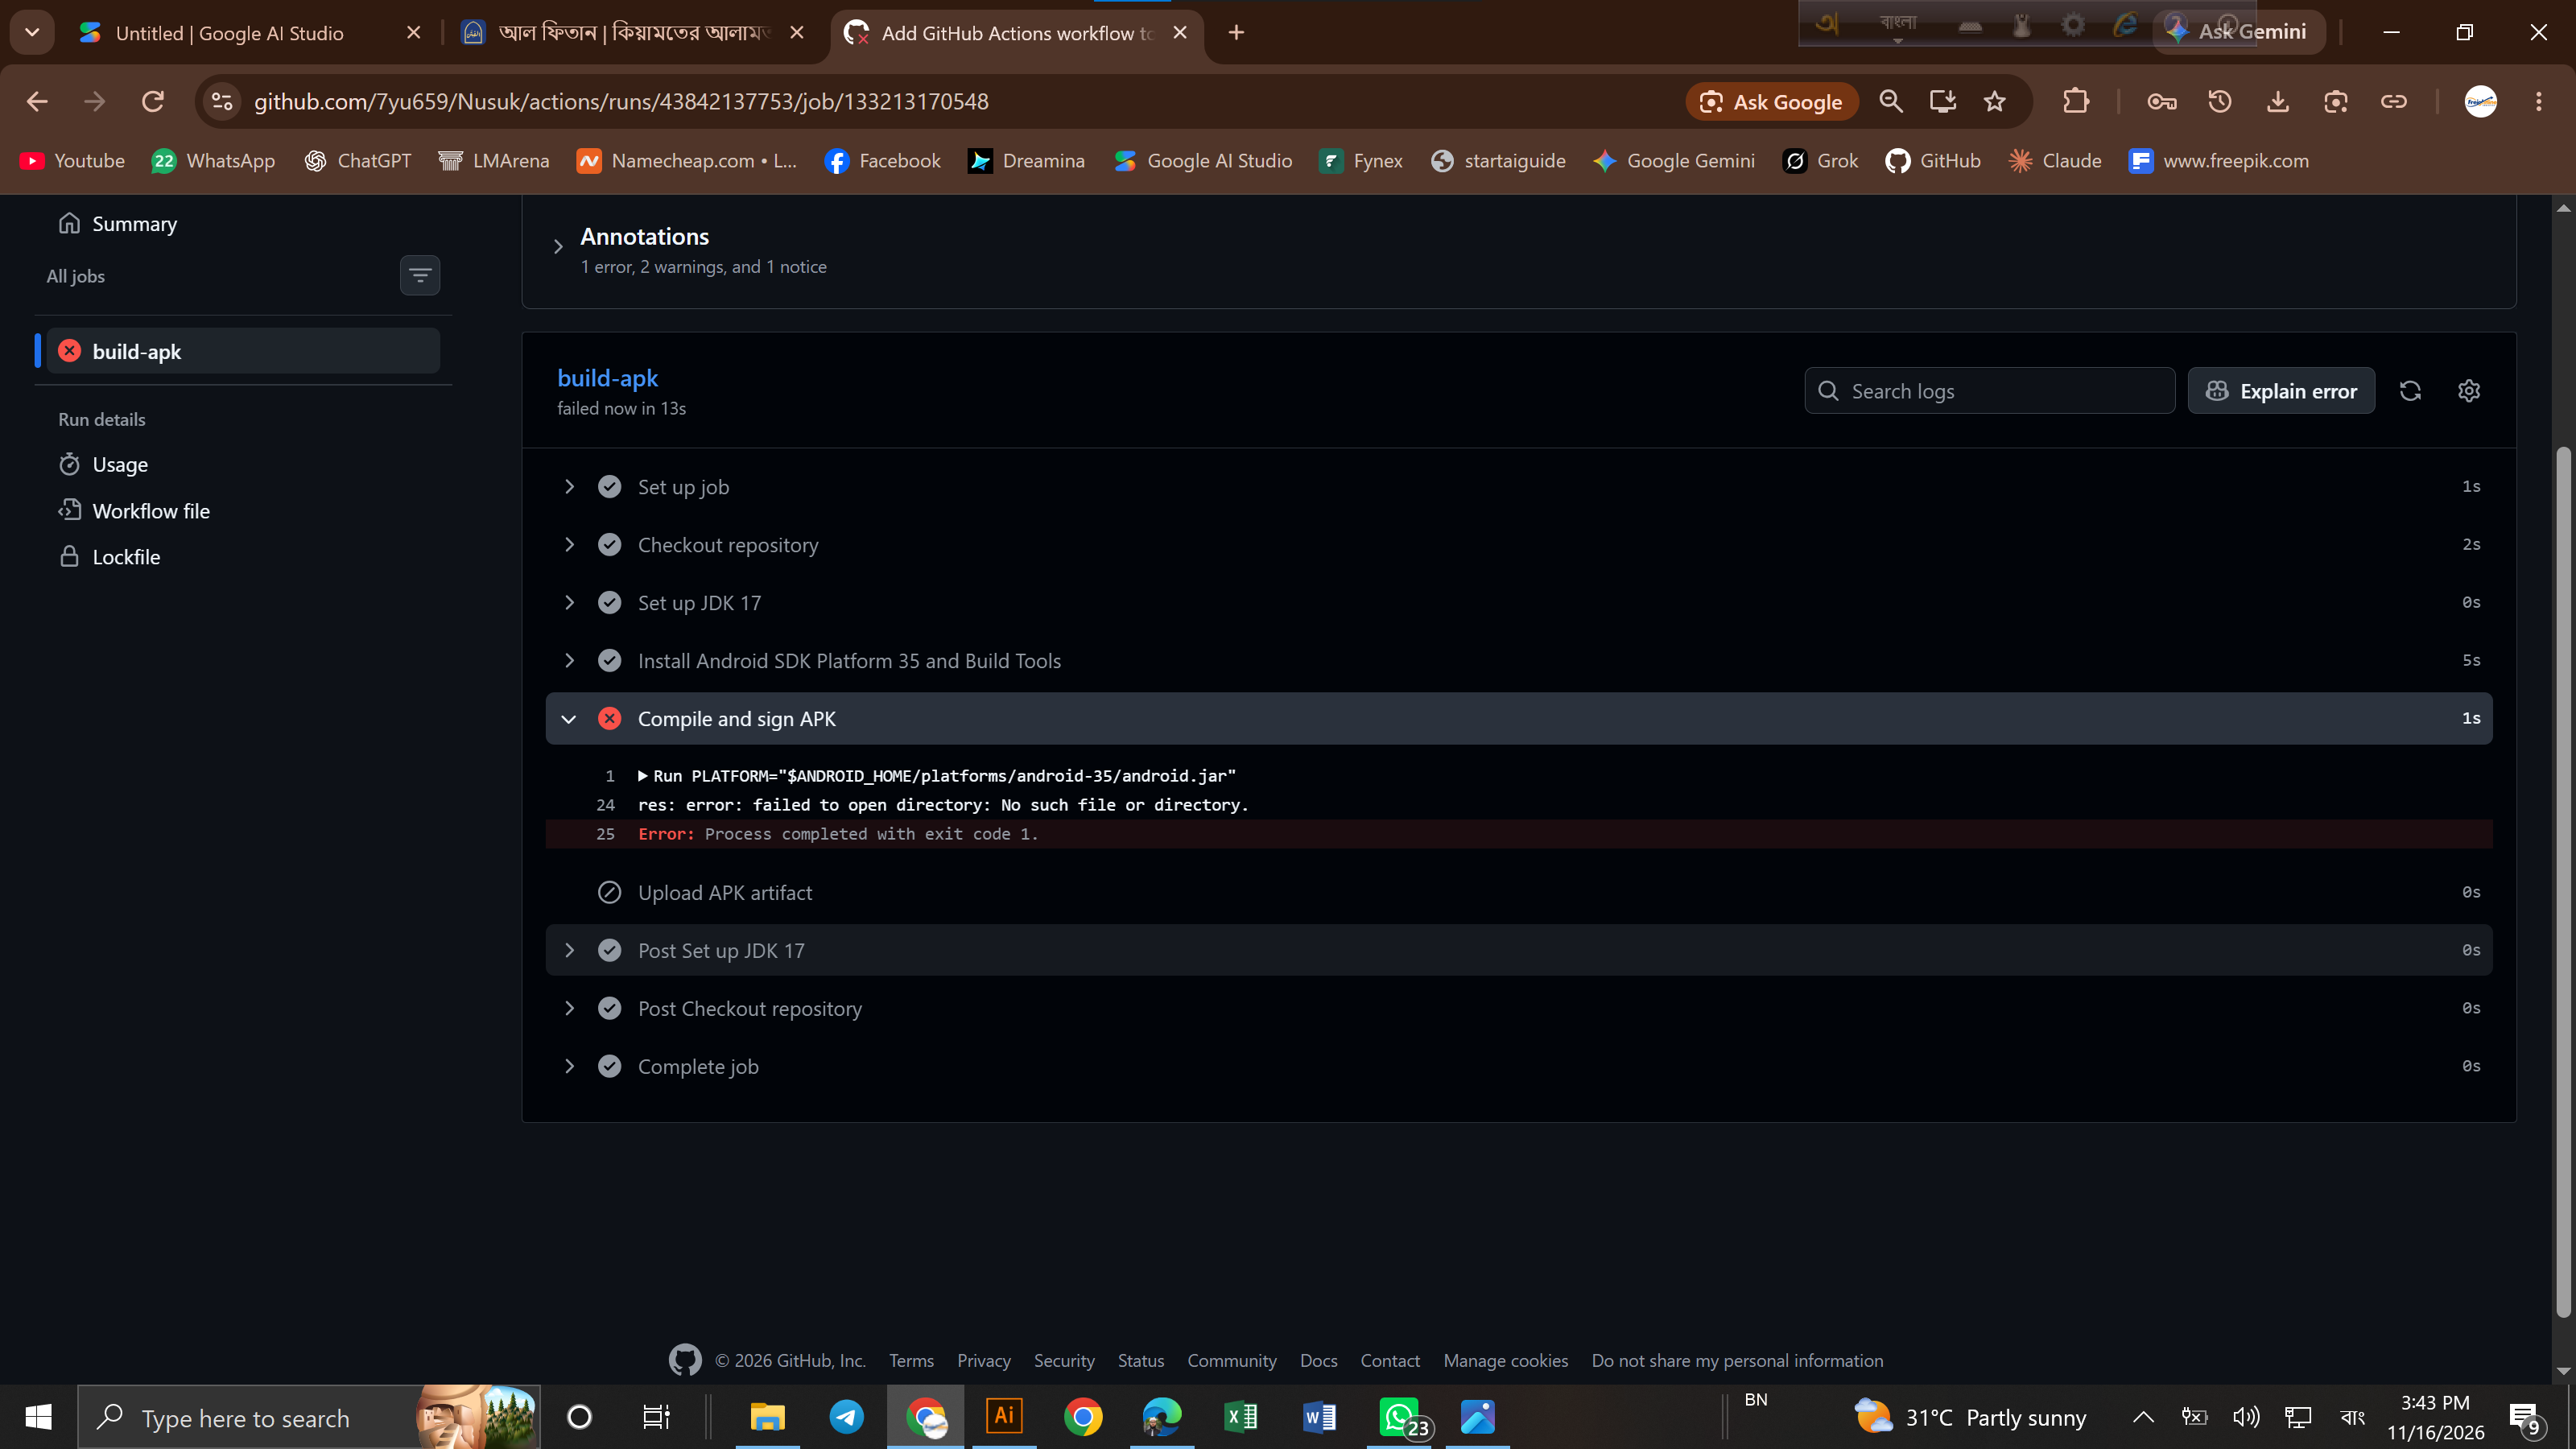 Untitled | Google AI Studio
আল ফিতান | কিয়ামতের আলামত
Add GitHub Actions workflow to
বাংলা
Ask Gemini
github.com/7yu659/Nusuk/actions/runs/43842137753/job/133213170548
Ask Google
Youtube
22
WhatsApp
ChatGPT
LMArena
Namecheap.com • L...
Facebook
Dreamina
Google AI Studio
Fynex
startaiguide
Google Gemini
Grok
GitHub
Claude
www.freepik.com
Summary
All jobs
build-apk
Run details
Usage
Workflow file
Lockfile
Annotations
1 error, 2 warnings, and 1 notice
build-apk
failed now in 13s
Search logs
Explain error
Set up job 1s
Checkout repository 2s
Set up JDK 17 0s
Install Android SDK Platform 35 and Build Tools 5s
Compile and sign APK 1s
1 Run PLATFORM="$ANDROID_HOME/platforms/android-35/android.jar"
24 res: error: failed to open directory: No such file or directory.
25 Error: Process completed with exit code 1.
Upload APK artifact 0s
Post Set up JDK 17 0s
Post Checkout repository 0s
Complete job 0s
© 2026 GitHub, Inc. Terms Privacy Security Status Community Docs Contact Manage cookies Do not share my personal information
Type here to search
Ai
23
BN
31°C Partly sunny
বাং
3:43 PM
11/16/2026
9